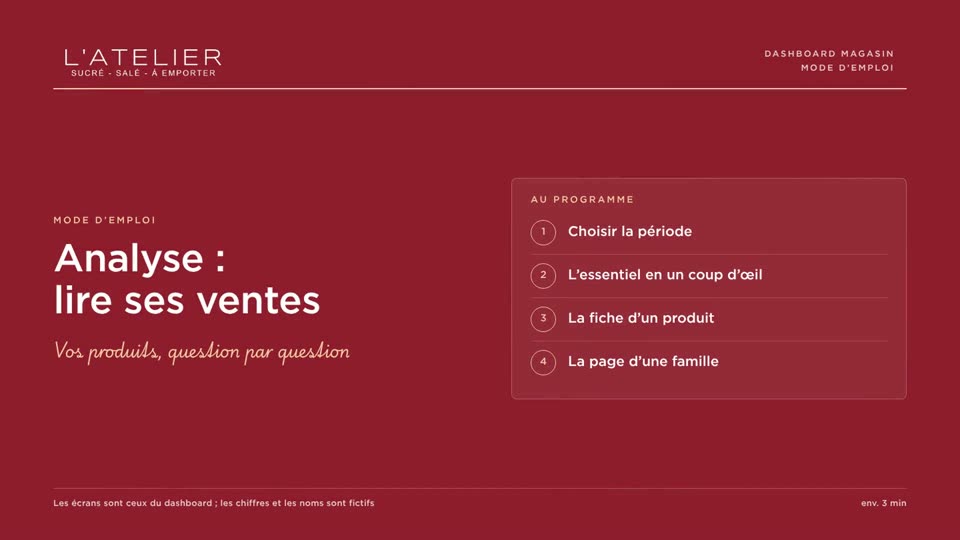 L'ATELIER
SUCRÉ - SALÉ - À EMPORTER
DASHBOARD MAGASIN
MODE D'EMPLOI
MODE D'EMPLOI
Analyse :
lire ses ventes
Vos produits, question par question
AU PROGRAMME
1 Choisir la période
2 L'essentiel en un coup d'œil
3 La fiche d'un produit
4 La page d'une famille
Les écrans sont ceux du dashboard ; les chiffres et les noms sont fictifs
env. 3 min